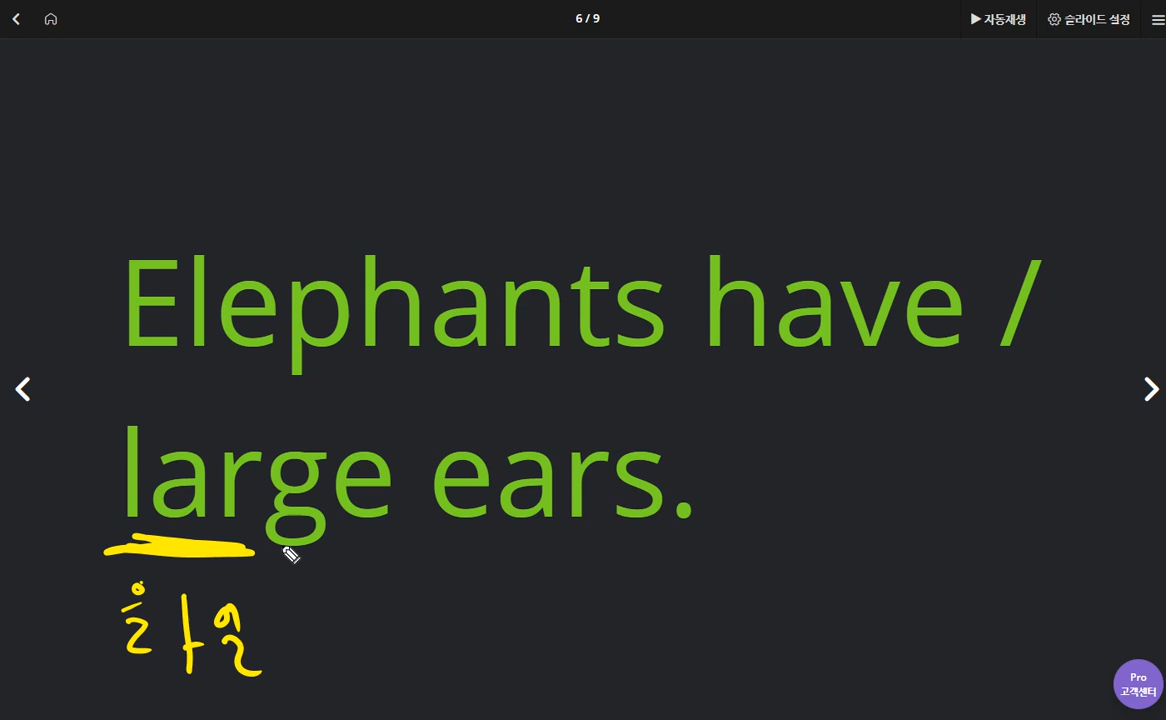 6 / 9
▶ 자동재생
슬라이드 설정
Elephants have /
large ears.
Pro
고객센터